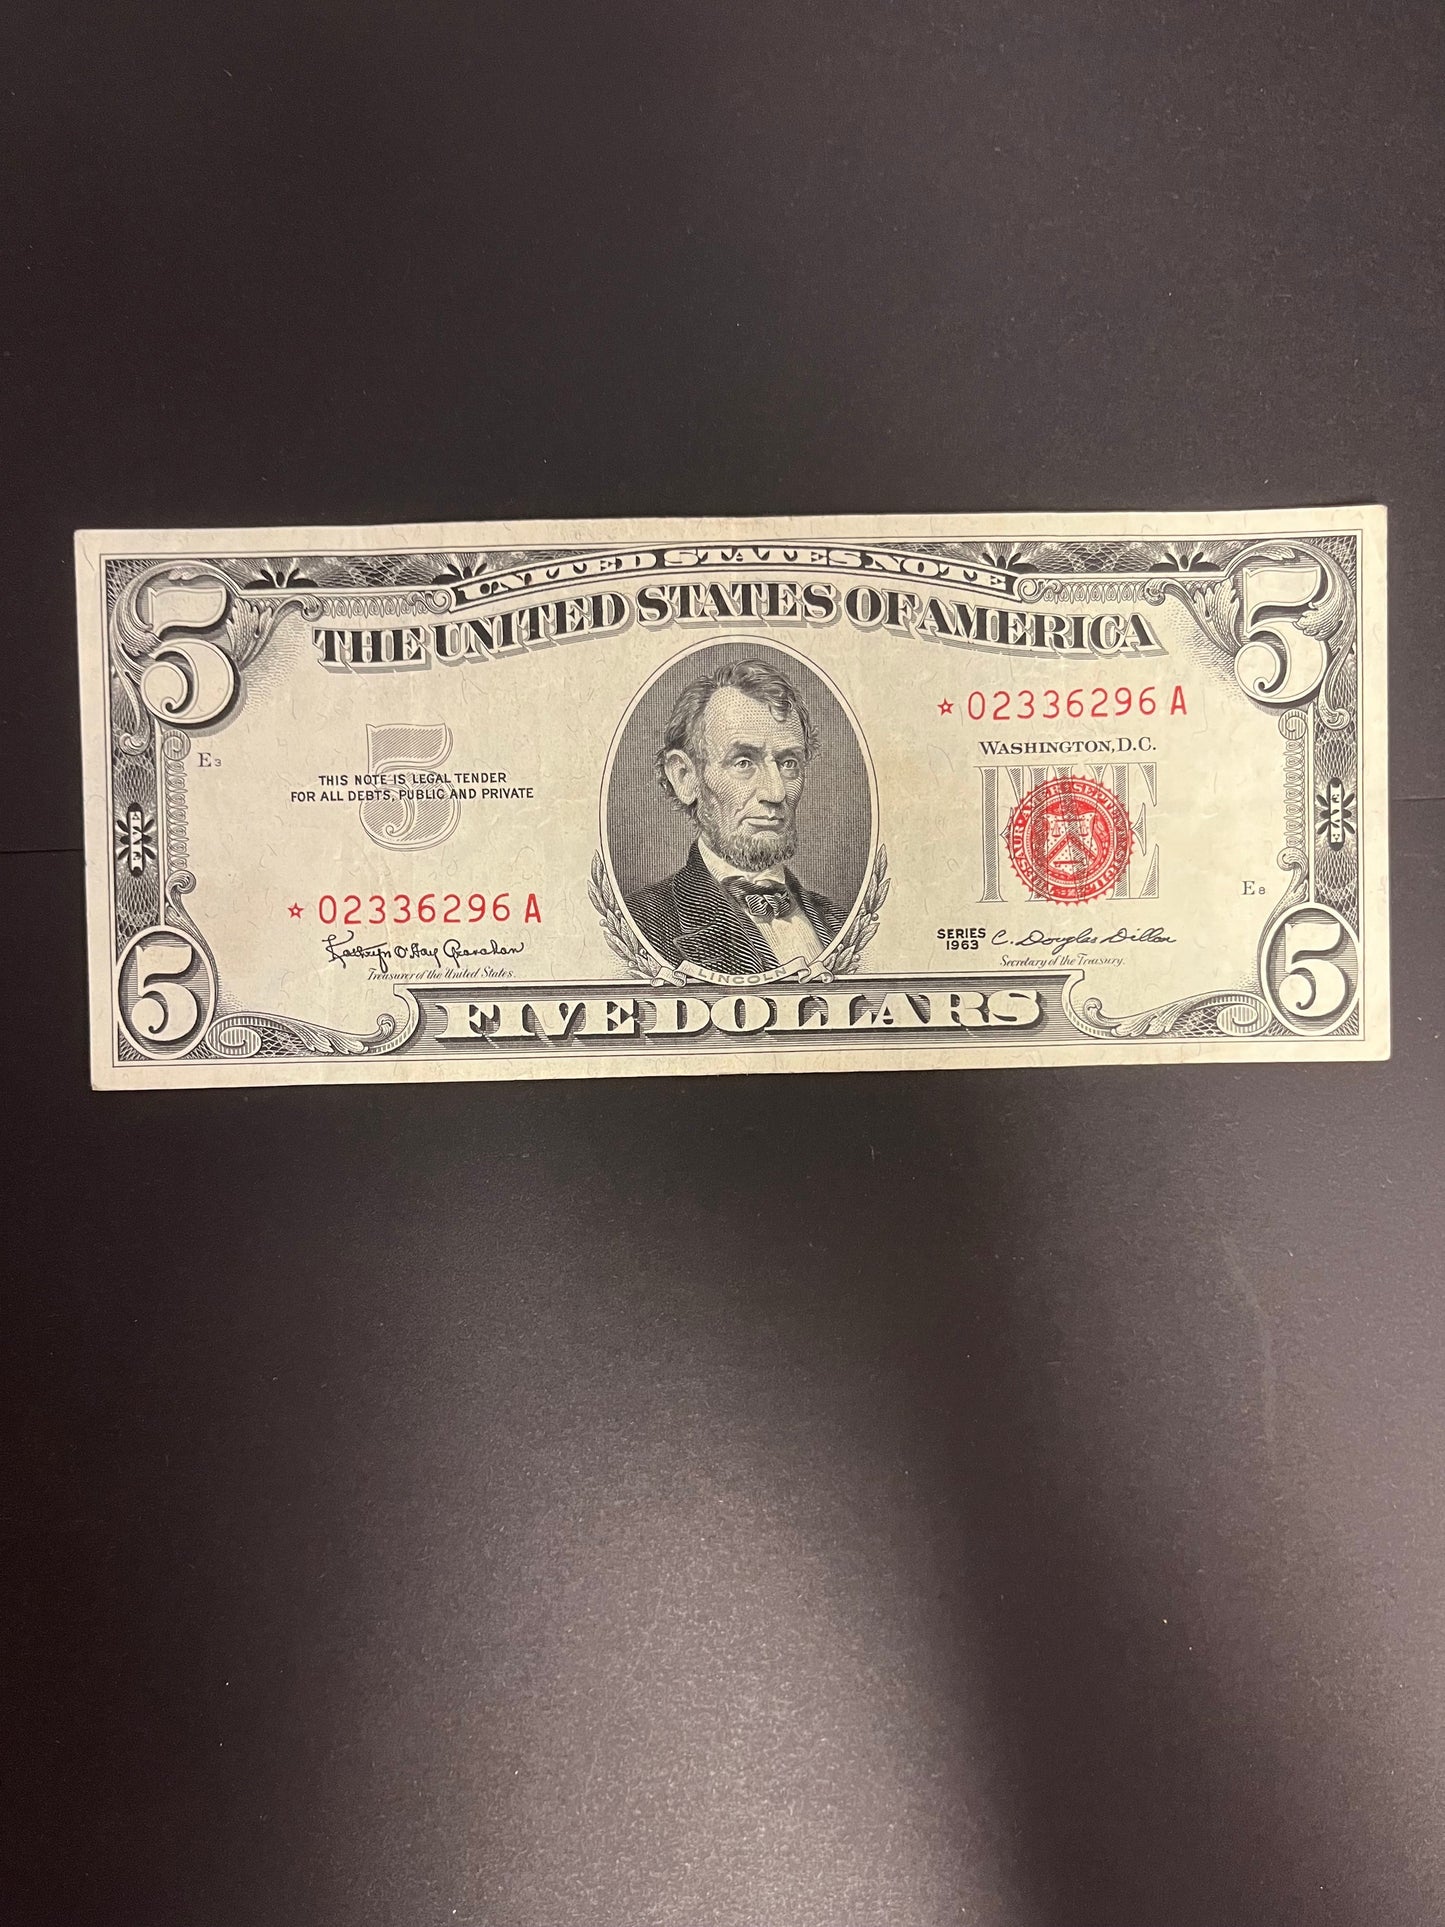 UNITED STATES NOTE
THE UNITED STATES OF AMERICA
5
5
☆ 02336296 A
WASHINGTON, D.C.
E3
5
THIS NOTE IS LEGAL TENDER
FOR ALL DEBTS, PUBLIC AND PRIVATE
FIVE
FIVE
FIVE
E8
☆ 02336296 A
Kathryn O'Hay Granahan
Treasurer of the United States.
SERIES
1963
C. Douglas Dillon
Secretary of the Treasury.
LINCOLN
5
5
FIVE DOLLARS